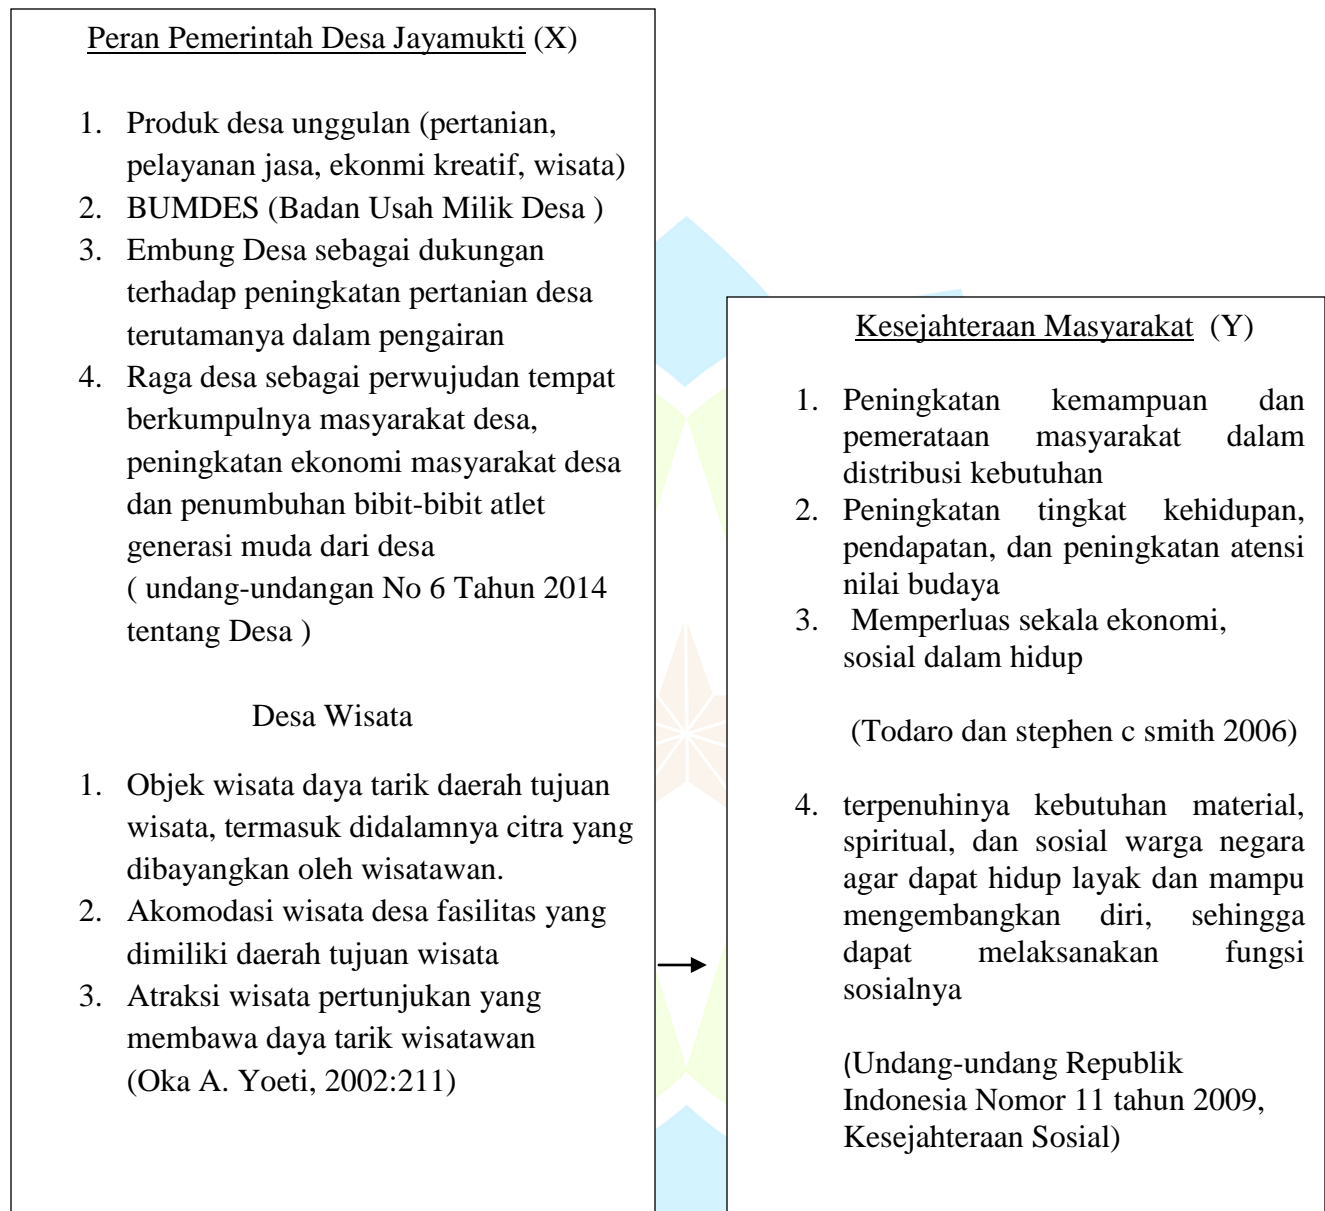 Peran Pemerintah Desa Jayamukti (X)
1. Produk desa unggulan (pertanian,
pelayanan jasa, ekonmi kreatif, wisata)
2. BUMDES (Badan Usah Milik Desa )
3. Embung Desa sebagai dukungan
terhadap peningkatan pertanian desa
terutamanya dalam pengairan
4. Raga desa sebagai perwujudan tempat
berkumpulnya masyarakat desa,
peningkatan ekonomi masyarakat desa
dan penumbuhan bibit-bibit atlet
generasi muda dari desa
( undang-undangan No 6 Tahun 2014
tentang Desa )
Desa Wisata
1. Objek wisata daya tarik daerah tujuan
wisata, termasuk didalamnya citra yang
dibayangkan oleh wisatawan.
2. Akomodasi wisata desa fasilitas yang
dimiliki daerah tujuan wisata
3. Atraksi wisata pertunjukan yang
membawa daya tarik wisatawan
(Oka A. Yoeti, 2002:211)
Kesejahteraan Masyarakat (Y)
1. Peningkatan kemampuan dan
pemerataan masyarakat dalam
distribusi kebutuhan
2. Peningkatan tingkat kehidupan,
pendapatan, dan peningkatan atensi
nilai budaya
3. Memperluas sekala ekonomi,
sosial dalam hidup
(Todaro dan stephen c smith 2006)
4. terpenuhinya kebutuhan material,
spiritual, dan sosial warga negara
agar dapat hidup layak dan mampu
mengembangkan diri, sehingga
dapat melaksanakan fungsi
sosialnya
(Undang-undang Republik
Indonesia Nomor 11 tahun 2009,
Kesejahteraan Sosial)